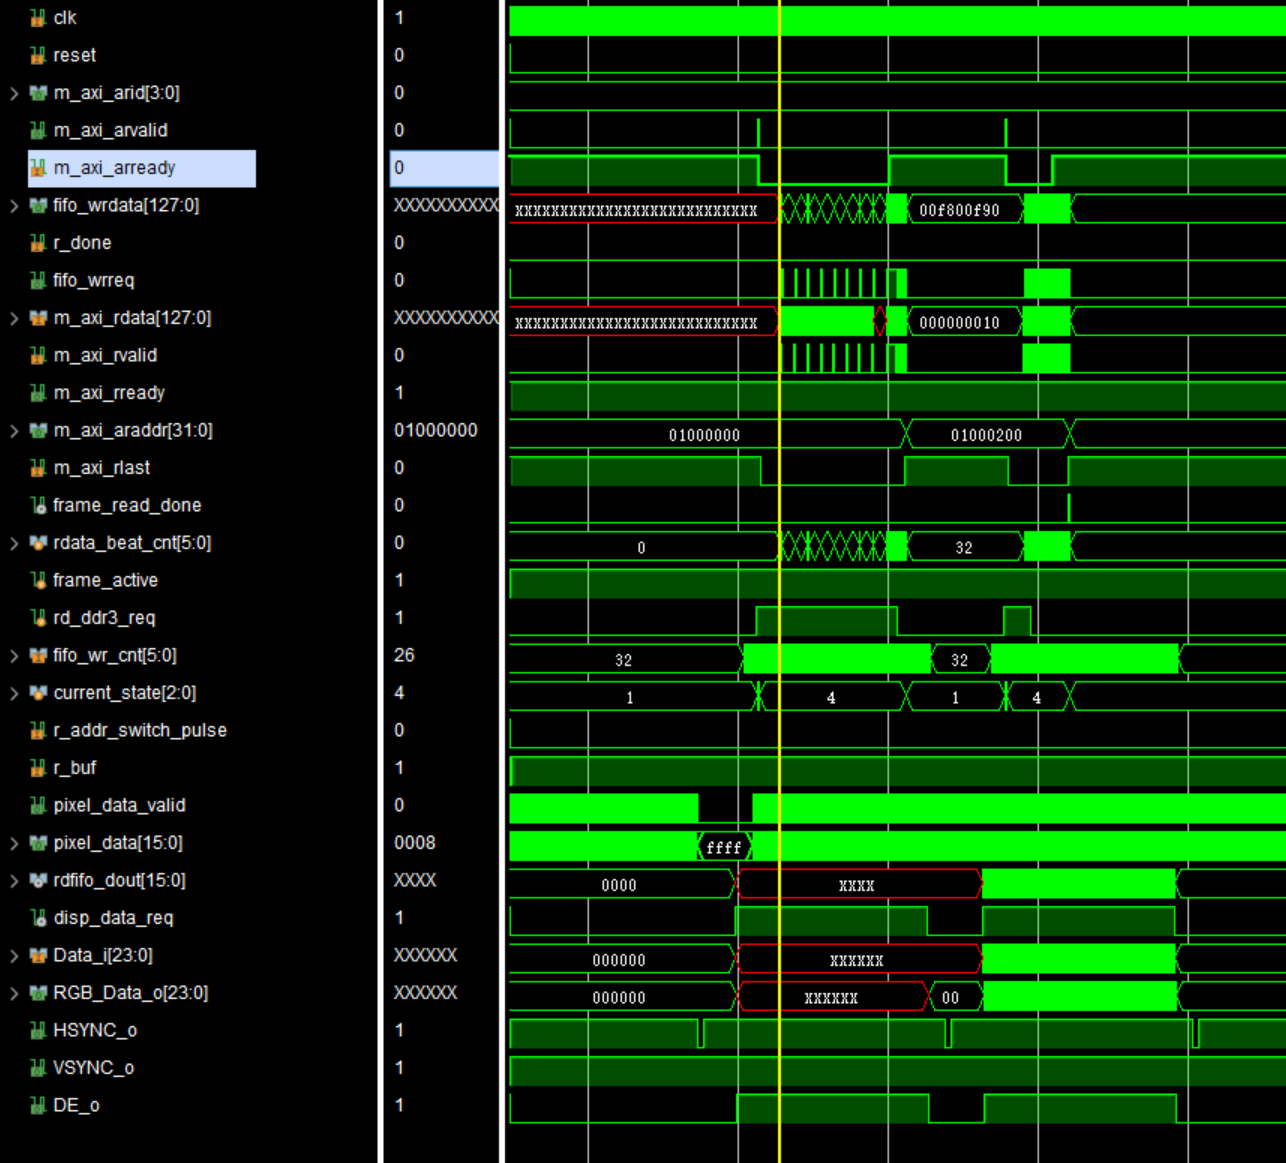 clk 1
reset 0
m_axi_arid[3:0] 0
m_axi_arvalid 0
m_axi_arready 0
fifo_wrdata[127:0] XXXXXXXXXX XXXXXXXXXXXXXXXXXXXXXXXXXXX 00f800f90
r_done 0
fifo_wrreq 0
m_axi_rdata[127:0] XXXXXXXXXX XXXXXXXXXXXXXXXXXXXXXXXXXXX 000000010
m_axi_rvalid 0
m_axi_rready 1
m_axi_araddr[31:0] 01000000 01000000 01000200
m_axi_rlast 0
frame_read_done 0
rdata_beat_cnt[5:0] 0 0 32
frame_active 1
rd_ddr3_req 1
fifo_wr_cnt[5:0] 26 32 32
current_state[2:0] 4 1 4 1 4
r_addr_switch_pulse 0
r_buf 1
pixel_data_valid 0
pixel_data[15:0] 0008 ffff
rdfifo_dout[15:0] XXXX 0000 XXXX
disp_data_req 1
Data_i[23:0] XXXXXX 000000 XXXXXX
RGB_Data_o[23:0] XXXXXX 000000 XXXXXX 00
HSYNC_o 1
VSYNC_o 1
DE_o 1